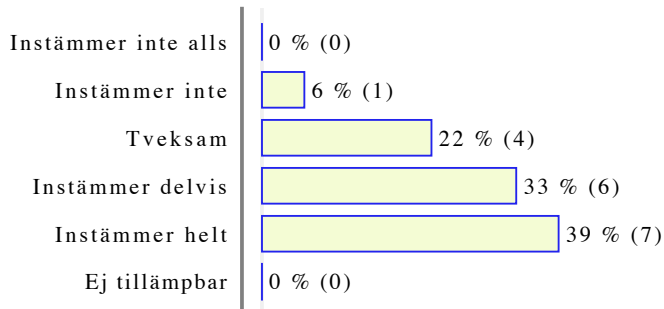 Instämmer inte alls 0 % (0)
Instämmer inte 6 % (1)
Tveksam 22 % (4)
Instämmer delvis 33 % (6)
Instämmer helt 39 % (7)
Ej tillämpbar 0 % (0)